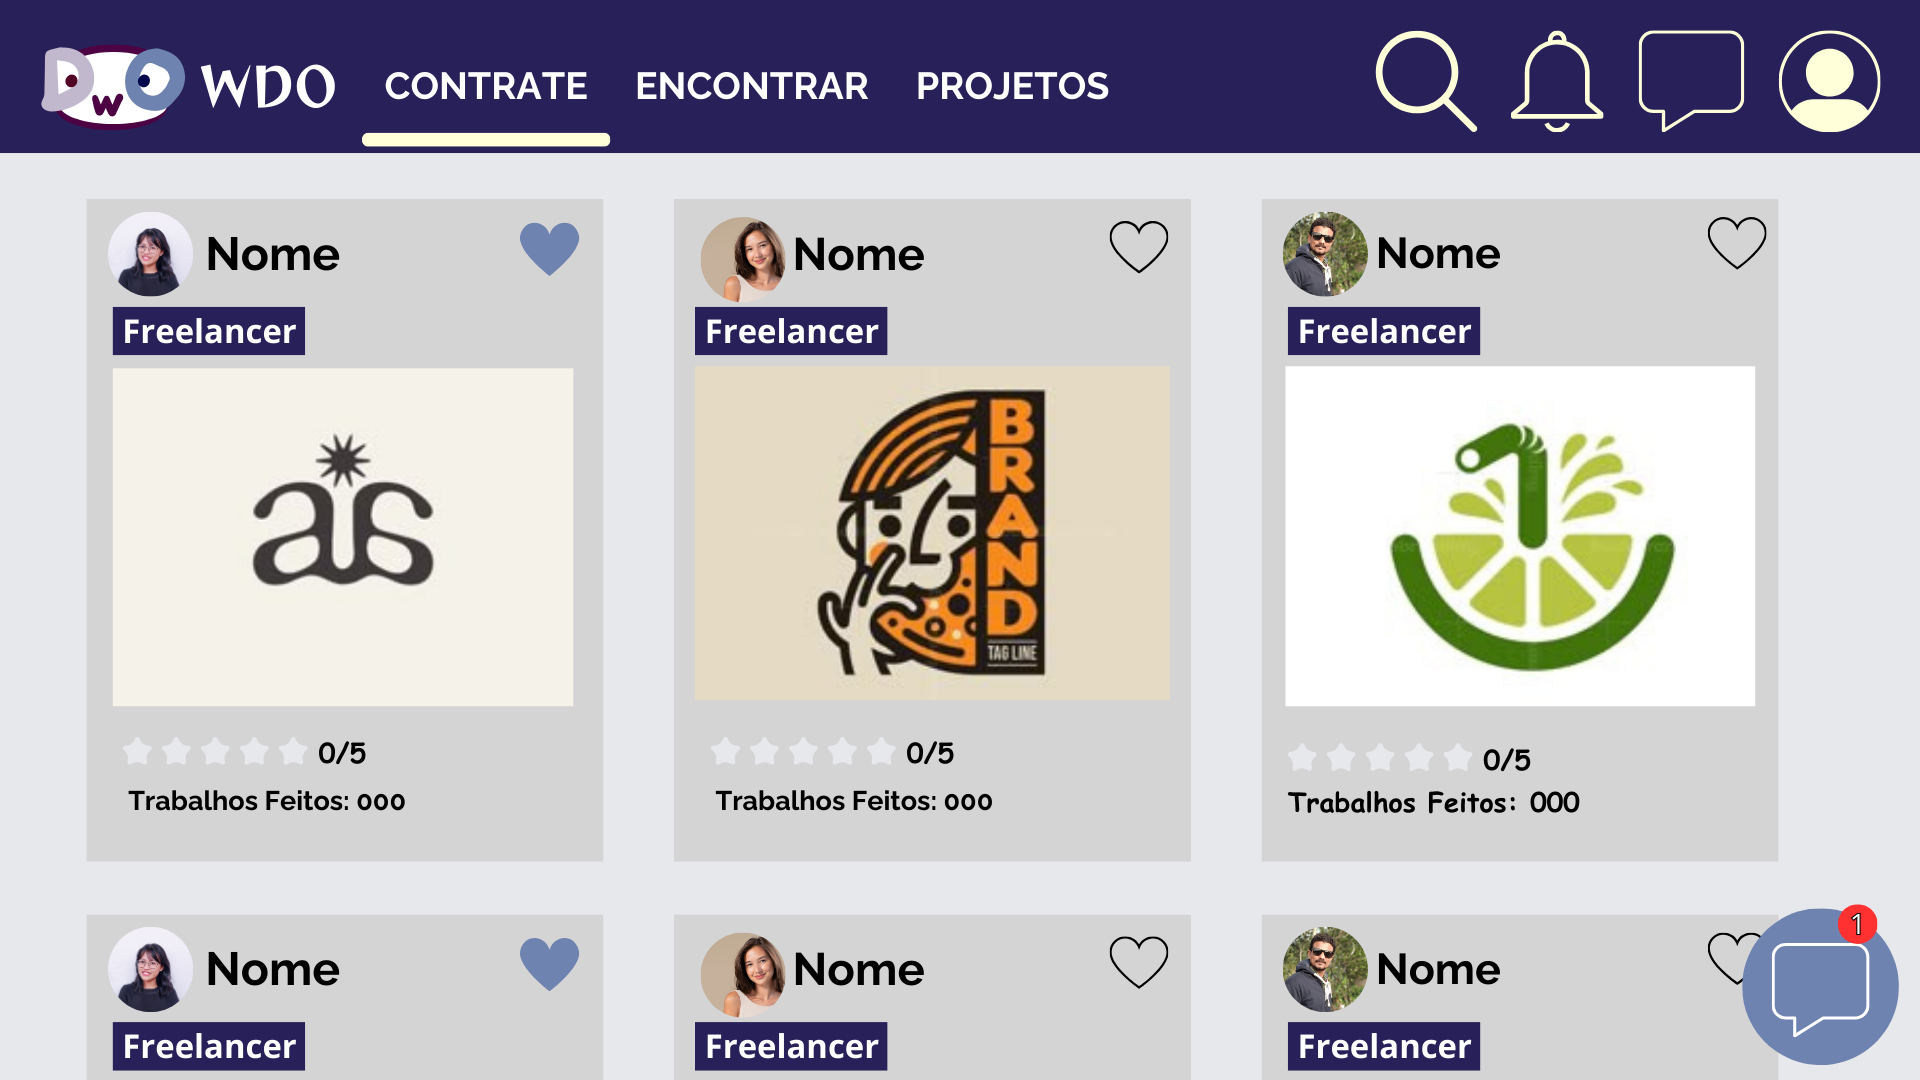 DWO WDO CONTRATE ENCONTRAR PROJETOS
Nome
Freelancer
as
0/5
Trabalhos Feitos: 000
Nome
Freelancer
BRAND
TAG LINE
0/5
Trabalhos Feitos: 000
Nome
Freelancer
0/5
Trabalhos Feitos: 000
Nome
Freelancer
Nome
Freelancer
Nome
Freelancer
1